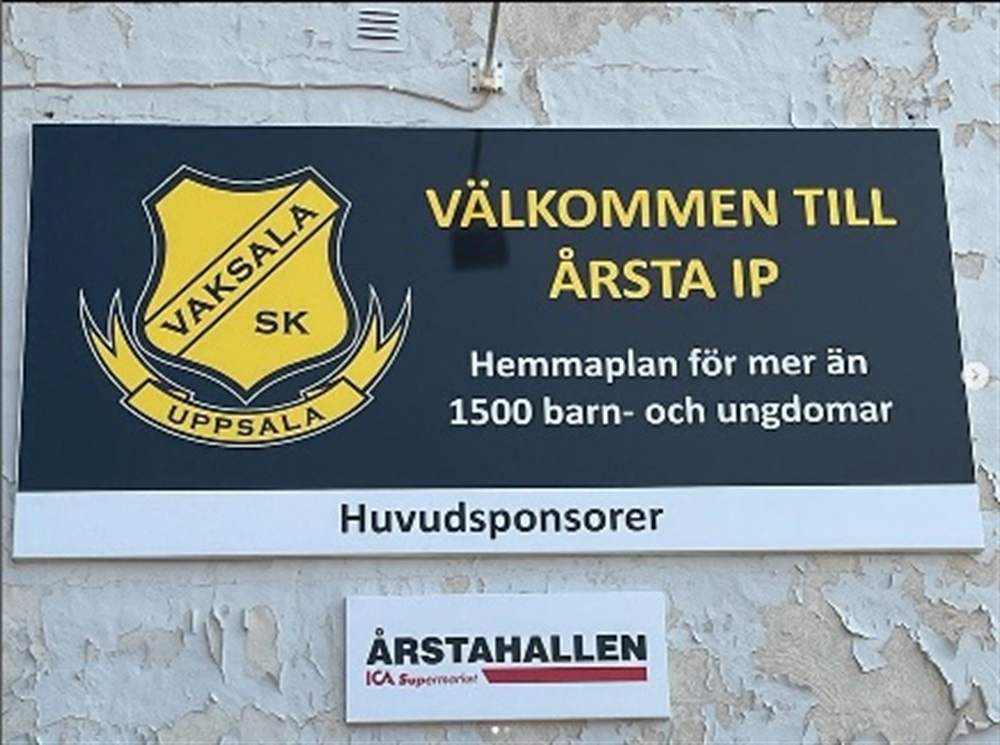 VAKSALA
SK
UPPSALA
VÄLKOMMEN TILL
ÅRSTA IP
Hemmaplan för mer än
1500 barn- och ungdomar
Huvudsponsorer
ÅRSTAHALLEN
ICA Supermarket